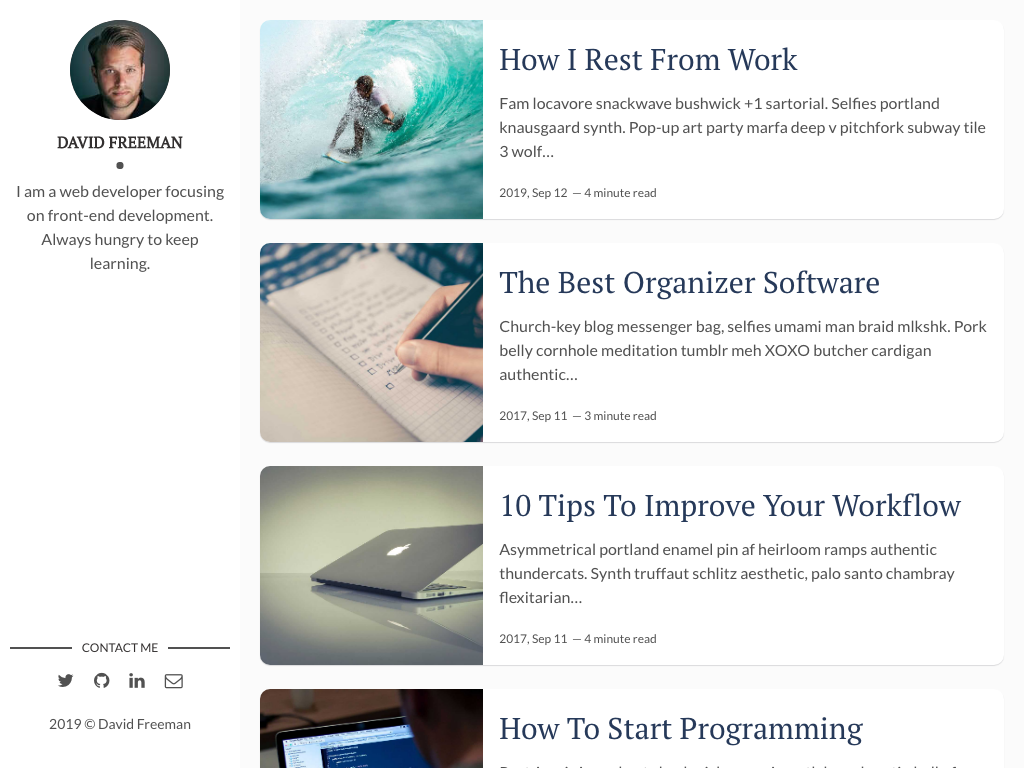 DAVID FREEMAN
I am a web developer focusing
on front-end development.
Always hungry to keep
learning.
CONTACT ME
2019 © David Freeman
How I Rest From Work
Fam locavore snackwave bushwick +1 sartorial. Selfies portland
knausgaard synth. Pop-up art party marfa deep v pitchfork subway tile
3 wolf…
2019, Sep 12 — 4 minute read
The Best Organizer Software
Church-key blog messenger bag, selfies umami man braid mlkshk. Pork
belly cornhole meditation tumblr meh XOXO butcher cardigan
authentic…
2017, Sep 11 — 3 minute read
10 Tips To Improve Your Workflow
Asymmetrical portland enamel pin af heirloom ramps authentic
thundercats. Synth truffaut schlitz aesthetic, palo santo chambray
flexitarian…
2017, Sep 11 — 4 minute read
How To Start Programming